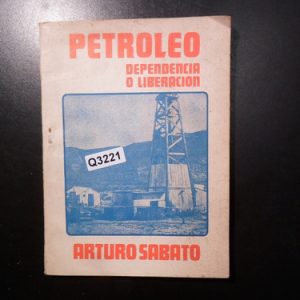 PETROLEO
DEPENDENCIA
O LIBERACION
Q3221
ARTURO SABATO